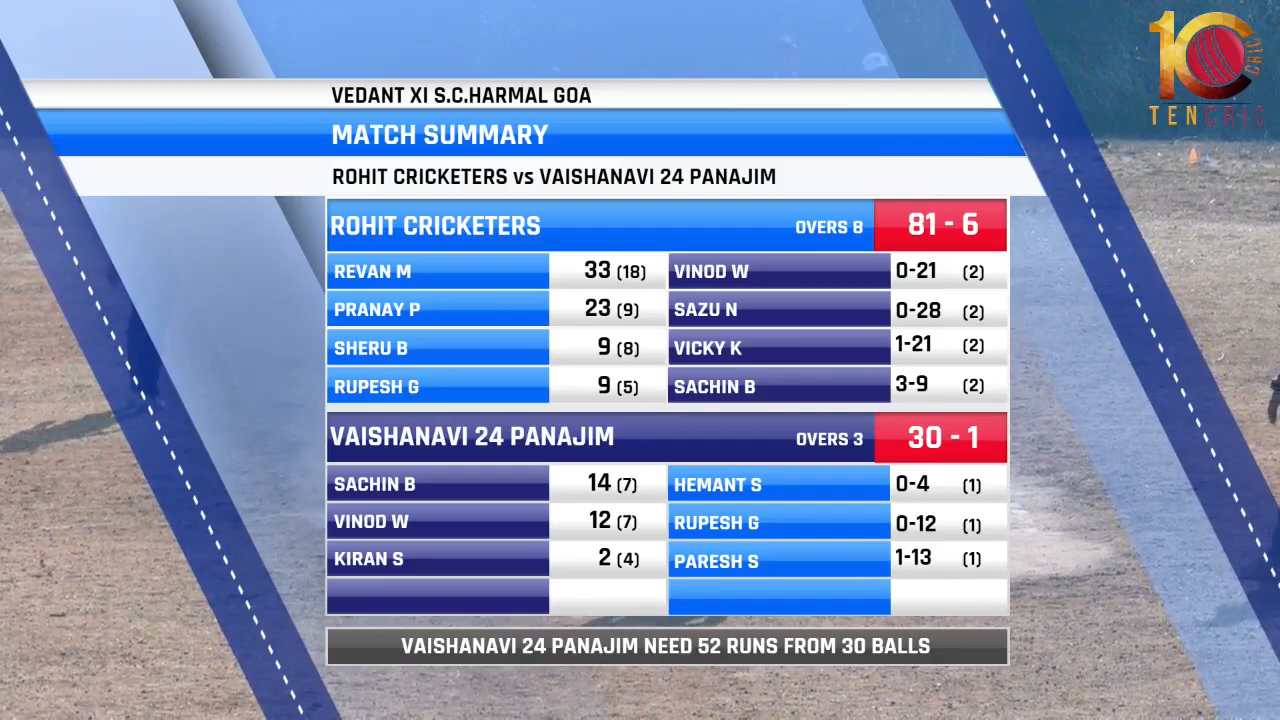 10
CRIC
TENCRIC
VEDANT XI S.C.HARMAL GOA
MATCH SUMMARY
ROHIT CRICKETERS vs VAISHANAVI 24 PANAJIM
ROHIT CRICKETERS OVERS 8 81 - 6
REVAN M 33 (18) VINOD W 0-21 (2)
PRANAY P 23 (9) SAZU N 0-28 (2)
SHERU B 9 (8) VICKY K 1-21 (2)
RUPESH G 9 (5) SACHIN B 3-9 (2)
VAISHANAVI 24 PANAJIM OVERS 3 30 - 1
SACHIN B 14 (7) HEMANT S 0-4 (1)
VINOD W 12 (7) RUPESH G 0-12 (1)
KIRAN S 2 (4) PARESH S 1-13 (1)
VAISHANAVI 24 PANAJIM NEED 52 RUNS FROM 30 BALLS